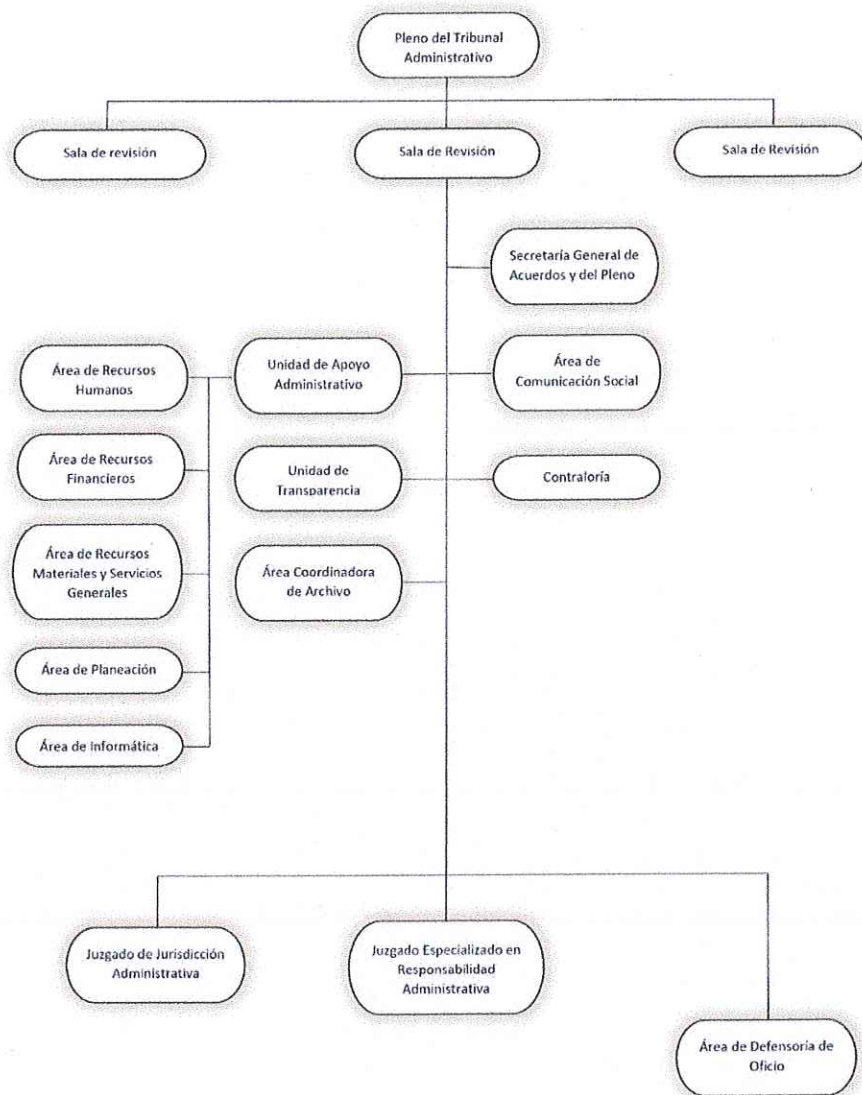 Pleno del Tribunal
Administrativo
Sala de revisión
Sala de Revisión
Sala de Revisión
Secretaría General de
Acuerdos y del Pleno
Área de Recursos
Humanos
Unidad de Apoyo
Administrativo
Área de
Comunicación Social
Área de Recursos
Financieros
Unidad de
Transparencia
Contraloría
Área de Recursos
Materiales y Servicios
Generales
Área Coordinadora
de Archivo
Área de Planeación
Área de Informática
Juzgado de Jurisdicción
Administrativa
Juzgado Especializado en
Responsabilidad
Administrativa
Área de Defensoría de
Oficio